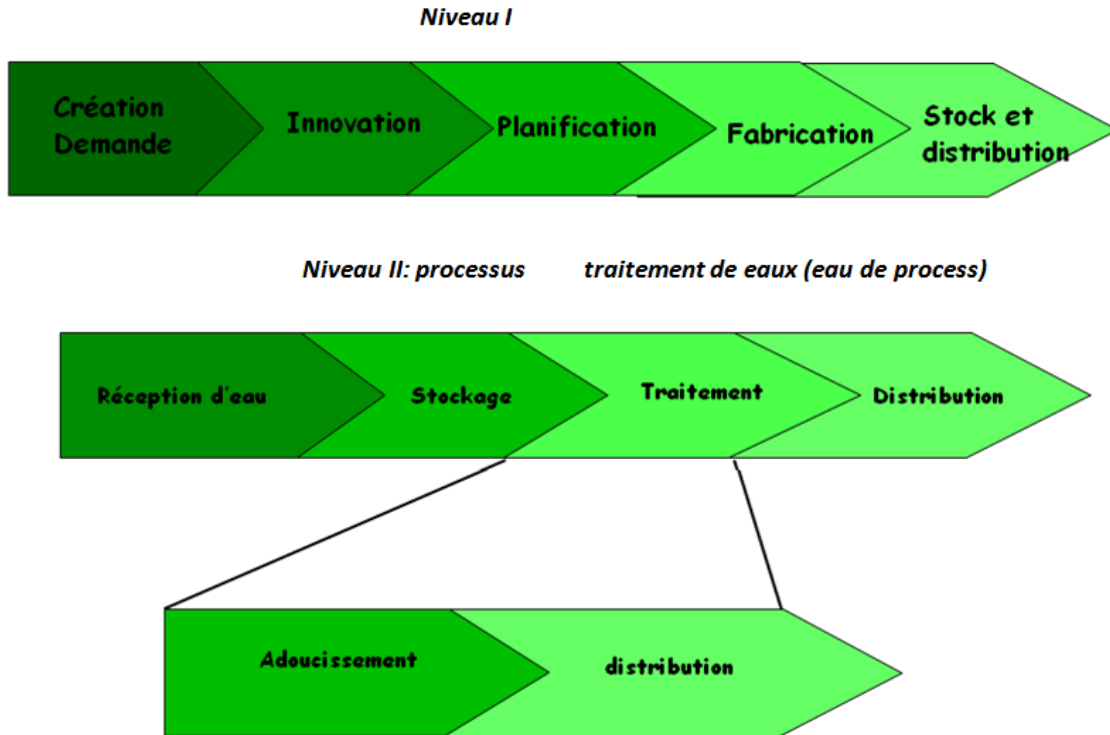 Niveau I
Création
Demande
Innovation
Planification
Fabrication
Stock et
distribution
Niveau II: processus traitement de eaux (eau de process)
Réception d'eau
Stockage
Traitement
Distribution
Adoucissement
distribution